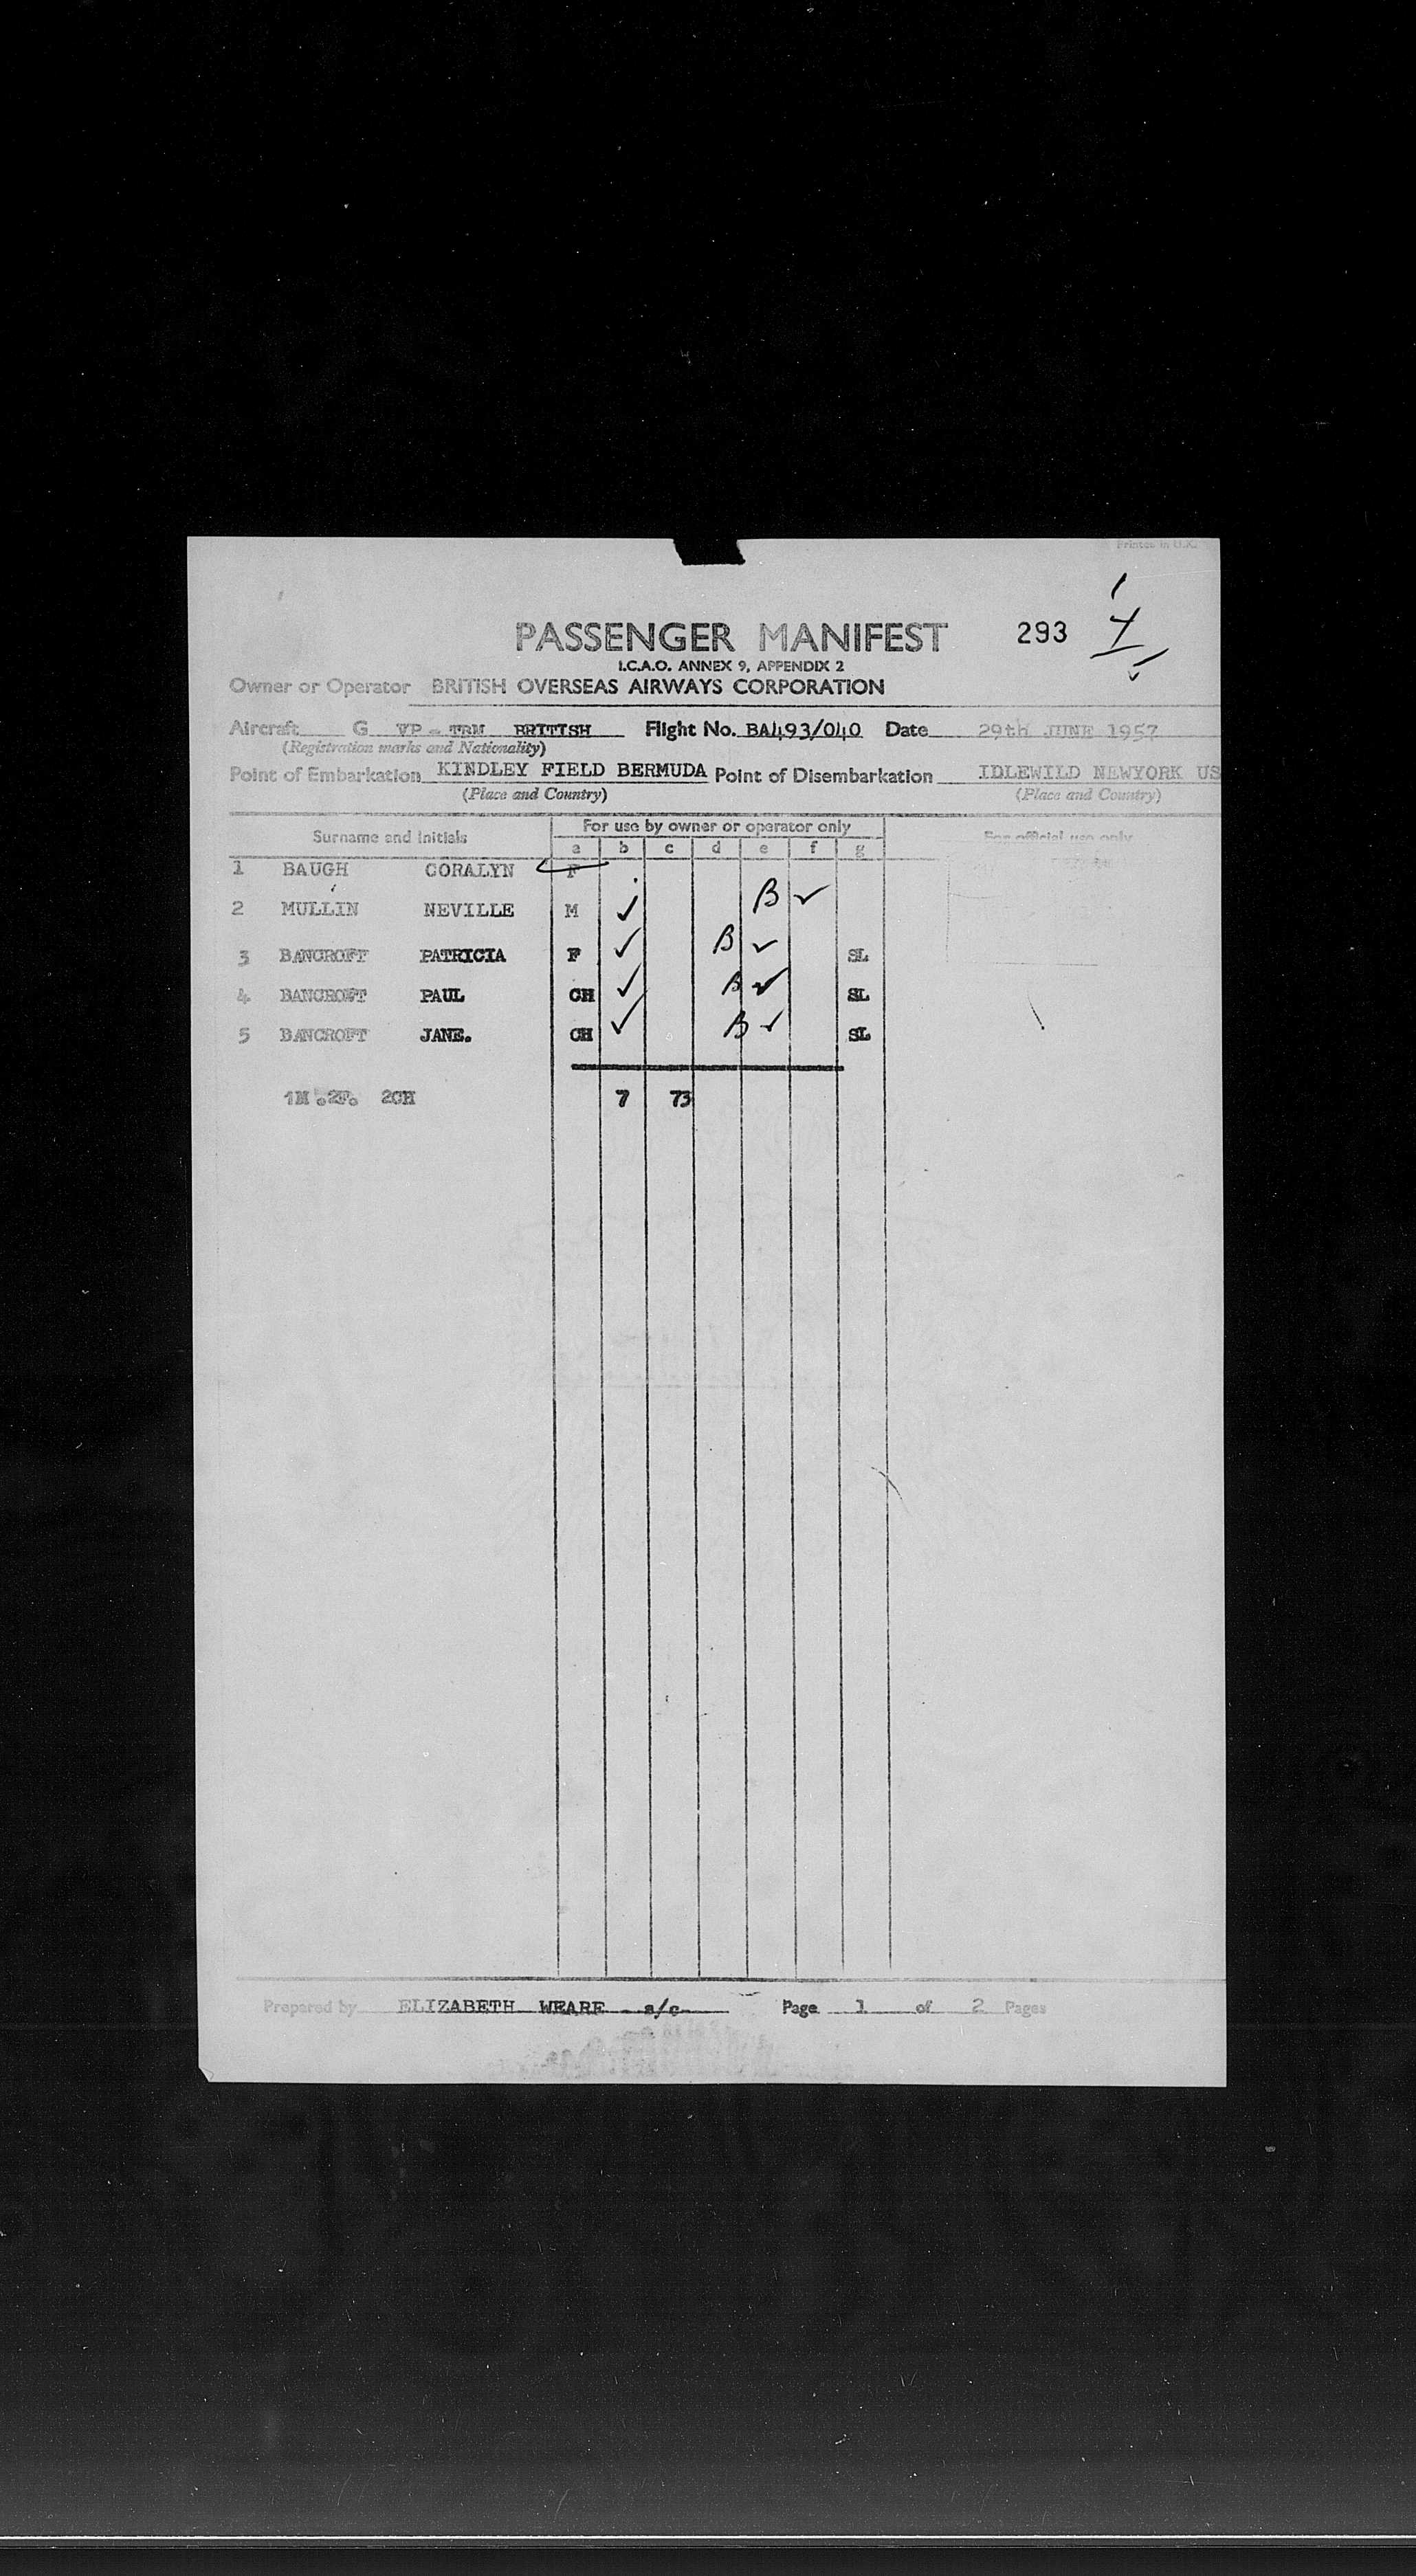 Printed in U.K.
PASSENGER MANIFEST 293
I.C.A.O. ANNEX 9, APPENDIX 2
Owner or Operator BRITISH OVERSEAS AIRWAYS CORPORATION
Aircraft G VP - TBM BRITISH Flight No. BA493/040 Date 29th JUNE 1957
(Registration marks and Nationality)
Point of Embarkation KINDLEY FIELD BERMUDA Point of Disembarkation IDLEWILD NEWYORK US
(Place and Country) (Place and Country)
Surname and Initials For use by owner or operator only For official use only
a b c d e f g
1 BAUGH CORALYN F
2 MULLIN NEVILLE M ✓ B ✓
3 BANCROFT PATRICIA F ✓ B ✓ SL
4 BANCROFT PAUL CH ✓ B ✓ SL
5 BANCROFT JANE. CH ✓ B ✓ SL
1M.2F. 2CH 7 73
Prepared by ELIZABETH WEARE s/c Page 1 of 2 Pages